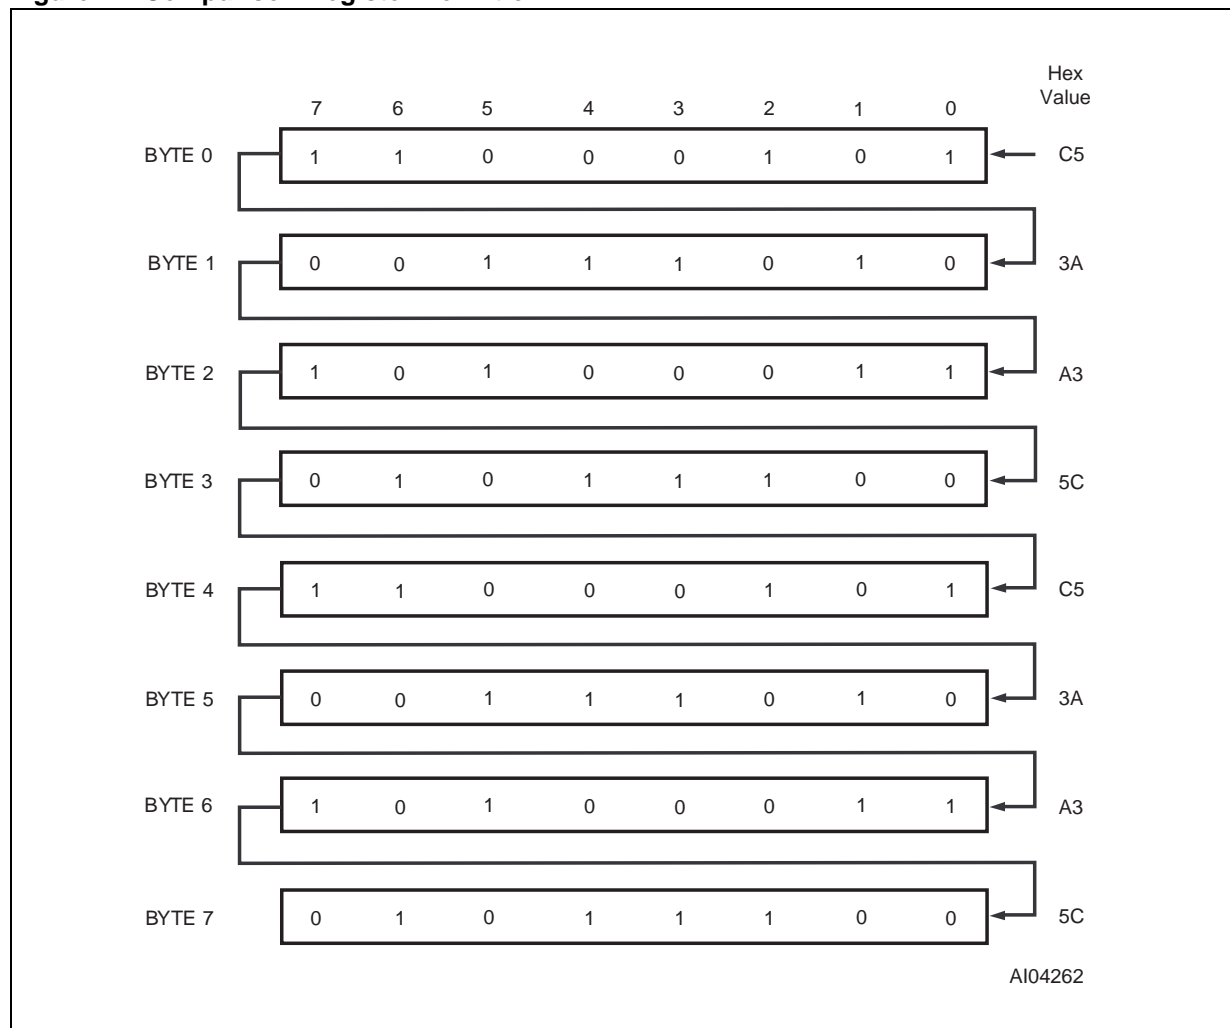 Hex
Value
7 6 5 4 3 2 1 0
BYTE 0 1 1 0 0 0 1 0 1 C5
BYTE 1 0 0 1 1 1 0 1 0 3A
BYTE 2 1 0 1 0 0 0 1 1 A3
BYTE 3 0 1 0 1 1 1 0 0 5C
BYTE 4 1 1 0 0 0 1 0 1 C5
BYTE 5 0 0 1 1 1 0 1 0 3A
BYTE 6 1 0 1 0 0 0 1 1 A3
BYTE 7 0 1 0 1 1 1 0 0 5C
AI04262